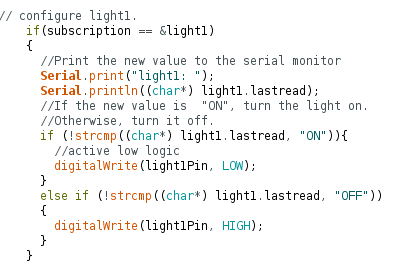 // configure light1.
if(subscription == &light1)
{
//Print the new value to the serial monitor
Serial.print("light1: ");
Serial.println((char*) light1.lastread);
//If the new value is  "ON", turn the light on.
//Otherwise, turn it off.
if (!strcmp((char*) light1.lastread, "ON")){
//active low logic
digitalWrite(light1Pin, LOW);
}
else if (!strcmp((char*) light1.lastread, "OFF"))
{
digitalWrite(light1Pin, HIGH);
}
}